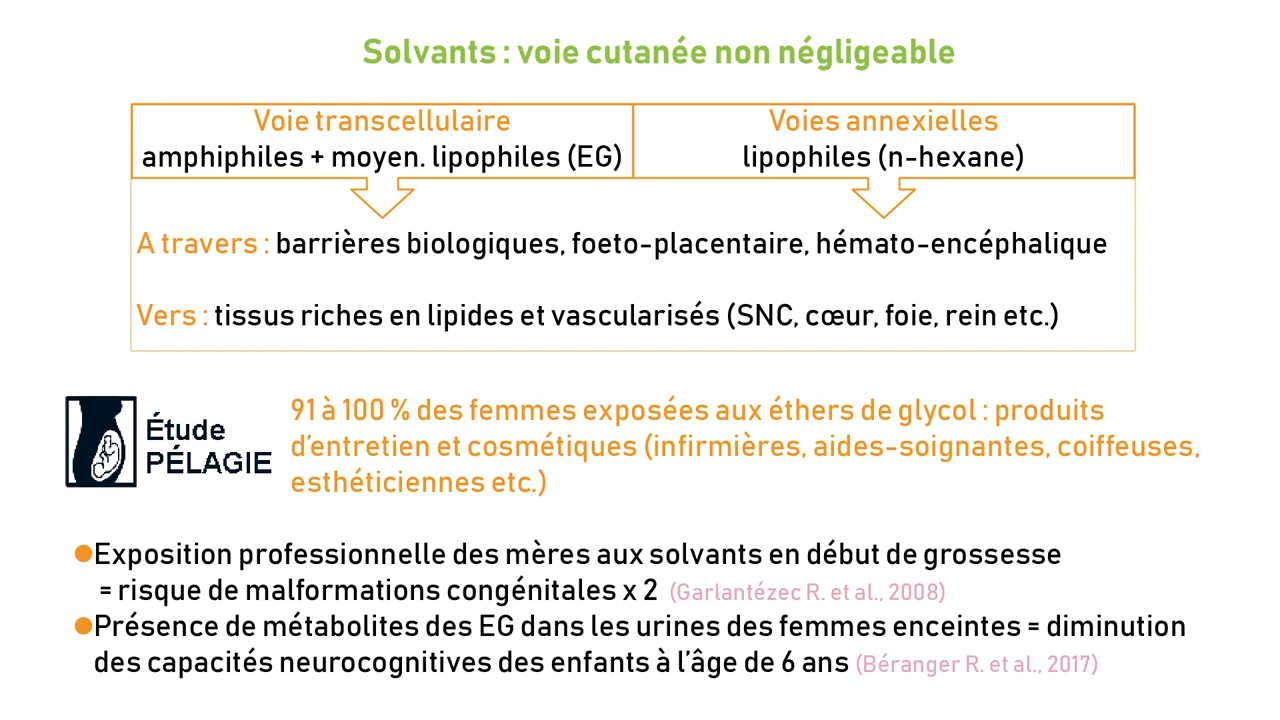 Solvants : voie cutanée non négligeable
Voie transcellulaire
amphiphiles + moyen. lipophiles (EG)
Voies annexielles
lipophiles (n-hexane)
A travers : barrières biologiques, foeto-placentaire, hémato-encéphalique
Vers : tissus riches en lipides et vascularisés (SNC, cœur, foie, rein etc.)
Étude
PÉLAGIE
91 à 100 % des femmes exposées aux éthers de glycol : produits
d'entretien et cosmétiques (infirmières, aides-soignantes, coiffeuses,
esthéticiennes etc.)
Exposition professionnelle des mères aux solvants en début de grossesse
= risque de malformations congénitales x 2 (Garlantézec R. et al., 2008)
Présence de métabolites des EG dans les urines des femmes enceintes = diminution
des capacités neurocognitives des enfants à l'âge de 6 ans (Béranger R. et al., 2017)